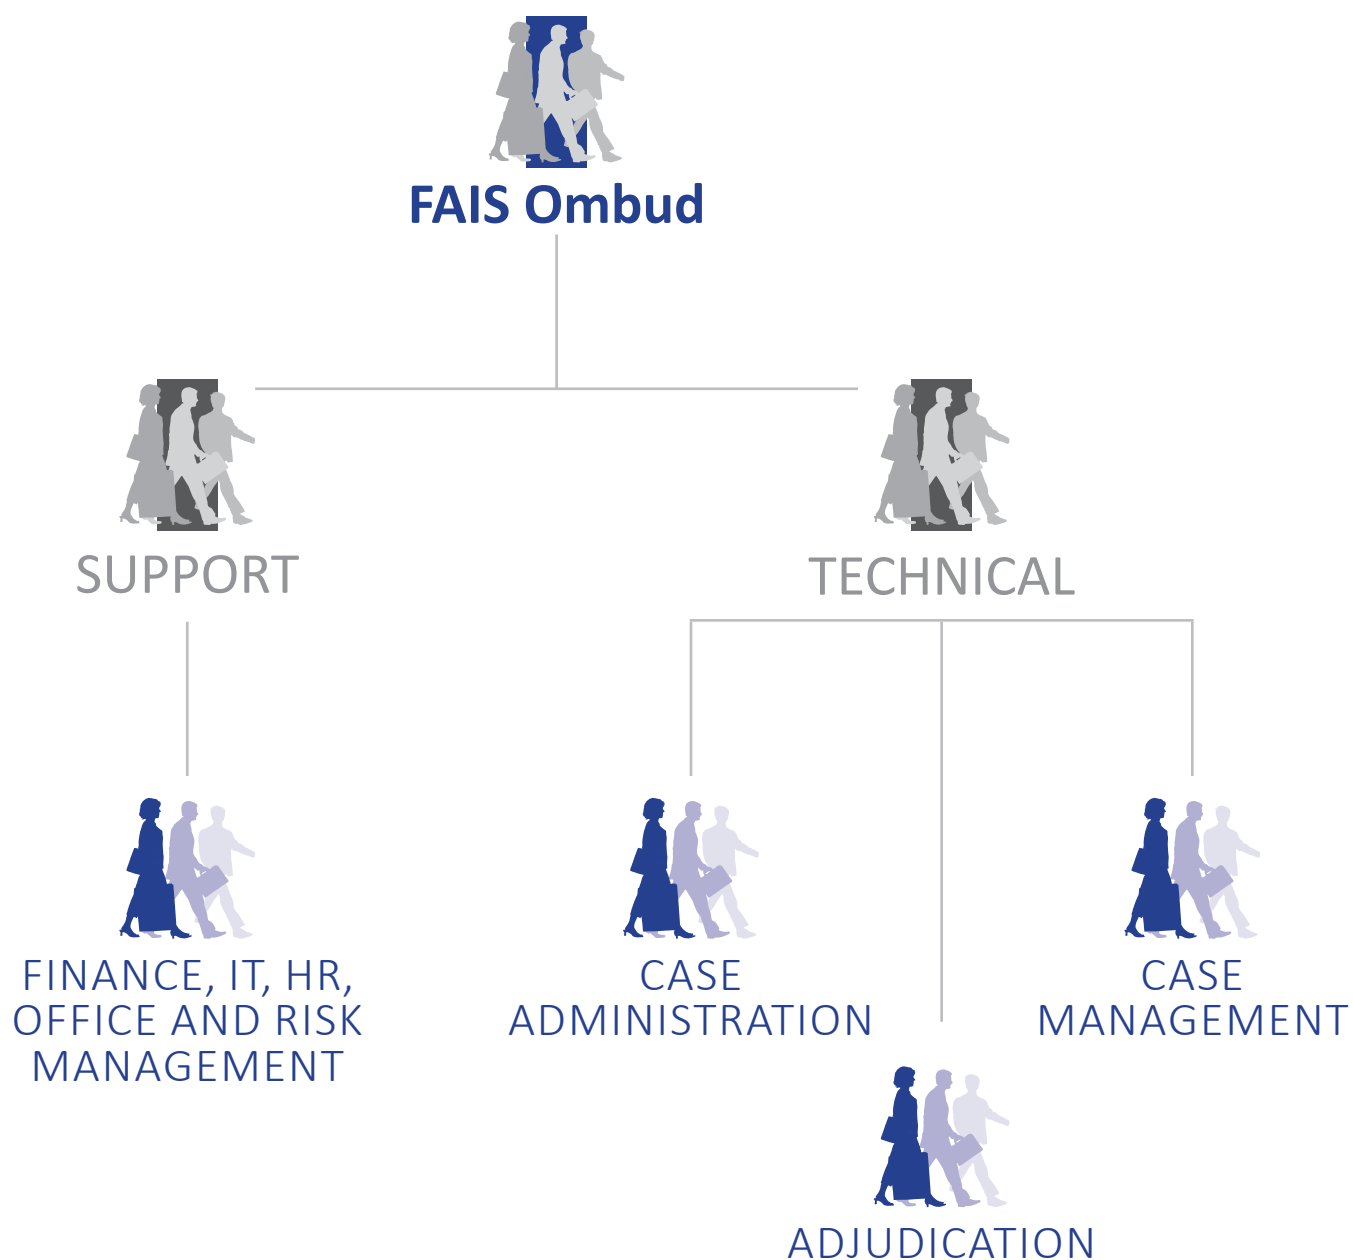 FAIS Ombud
SUPPORT
TECHNICAL
FINANCE, IT, HR,
OFFICE AND RISK
MANAGEMENT
CASE
ADMINISTRATION
CASE
MANAGEMENT
ADJUDICATION